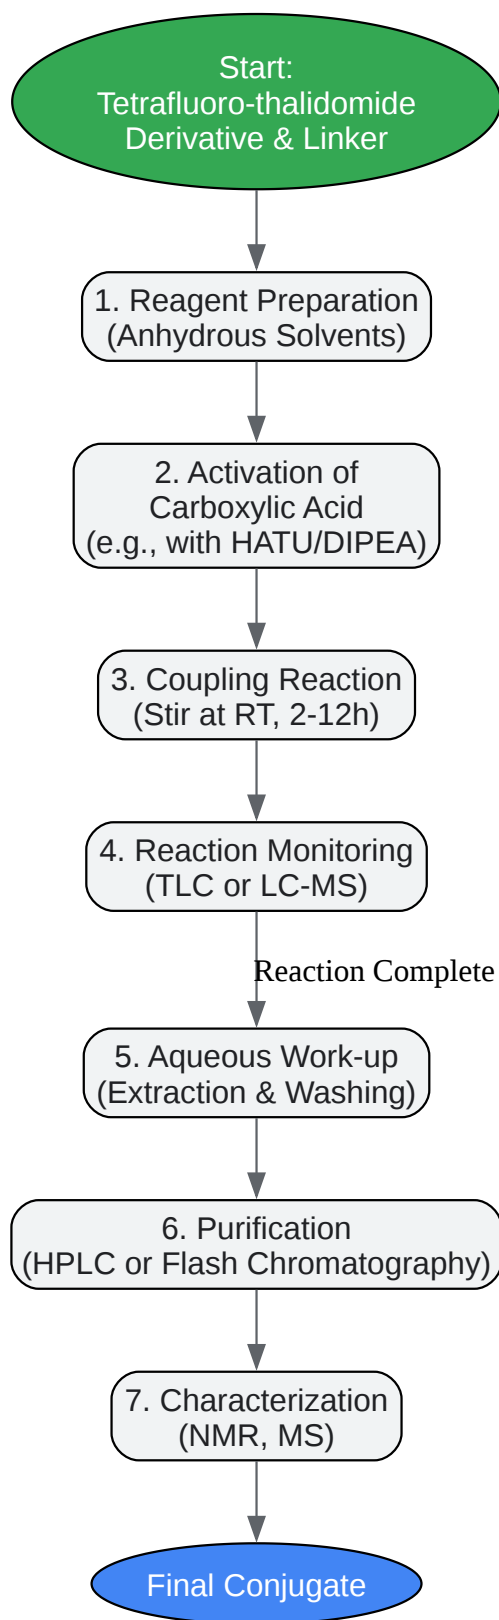 Start:
Tetrafluoro-thalidomide
Derivative & Linker
1. Reagent Preparation
(Anhydrous Solvents)
2. Activation of
Carboxylic Acid
(e.g., with HATU/DIPEA)
3. Coupling Reaction
(Stir at RT, 2-12h)
4. Reaction Monitoring
(TLC or LC-MS)
Reaction Complete
5. Aqueous Work-up
(Extraction & Washing)
6. Purification
(HPLC or Flash Chromatography)
7. Characterization
(NMR, MS)
Final Conjugate